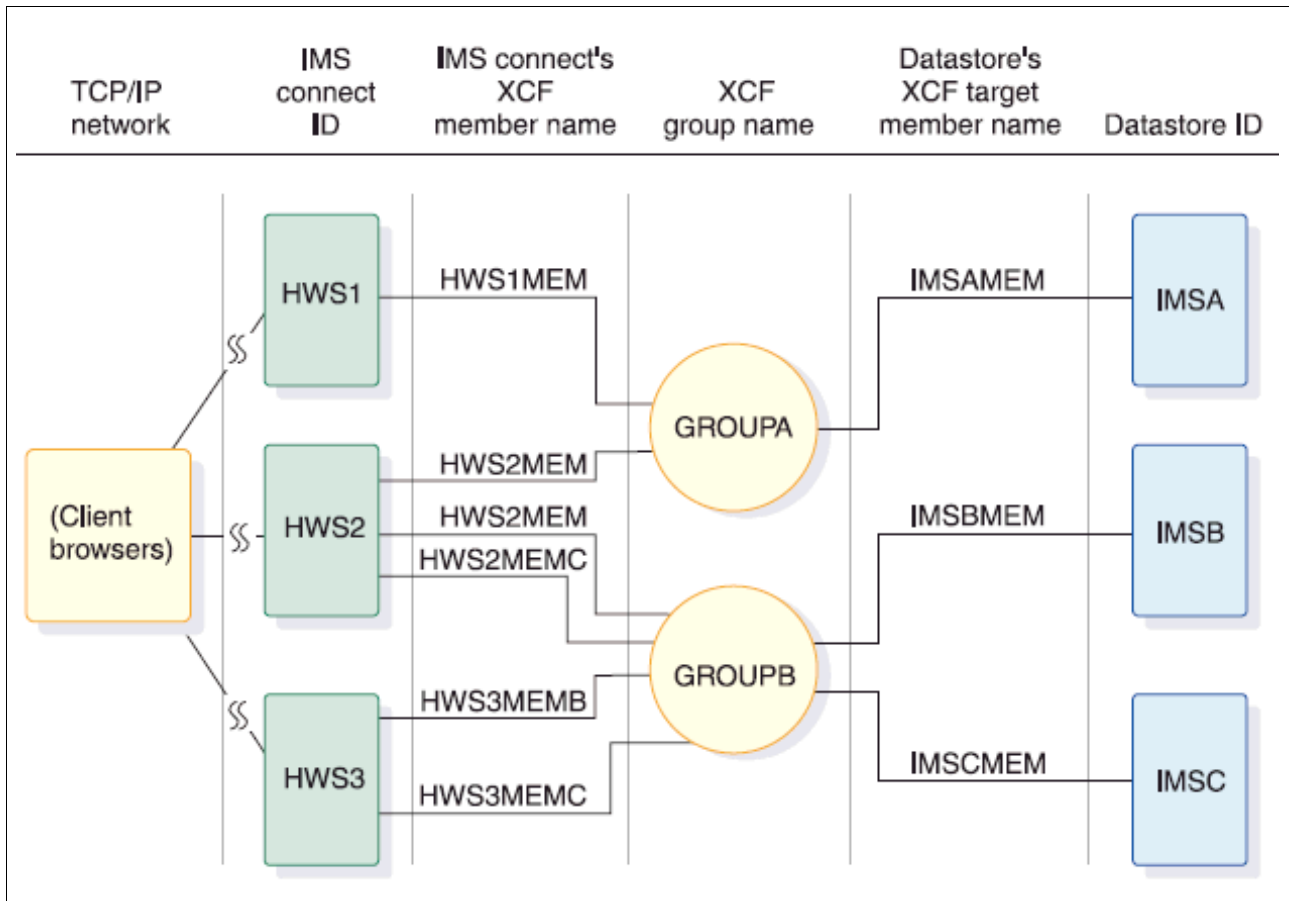 TCP/IP
network
IMS
connect
ID
IMS connect's
XCF
member name
XCF
group name
Datastore's
XCF target
member name
Datastore ID
HWS1
HWS1MEM
IMSAMEM
IMSA
GROUPA
HWS2MEM
(Client
browsers)
HWS2
HWS2MEM
HWS2MEMC
IMSBMEM
IMSB
GROUPB
HWS3MEMB
HWS3
HWS3MEMC
IMSCMEM
IMSC